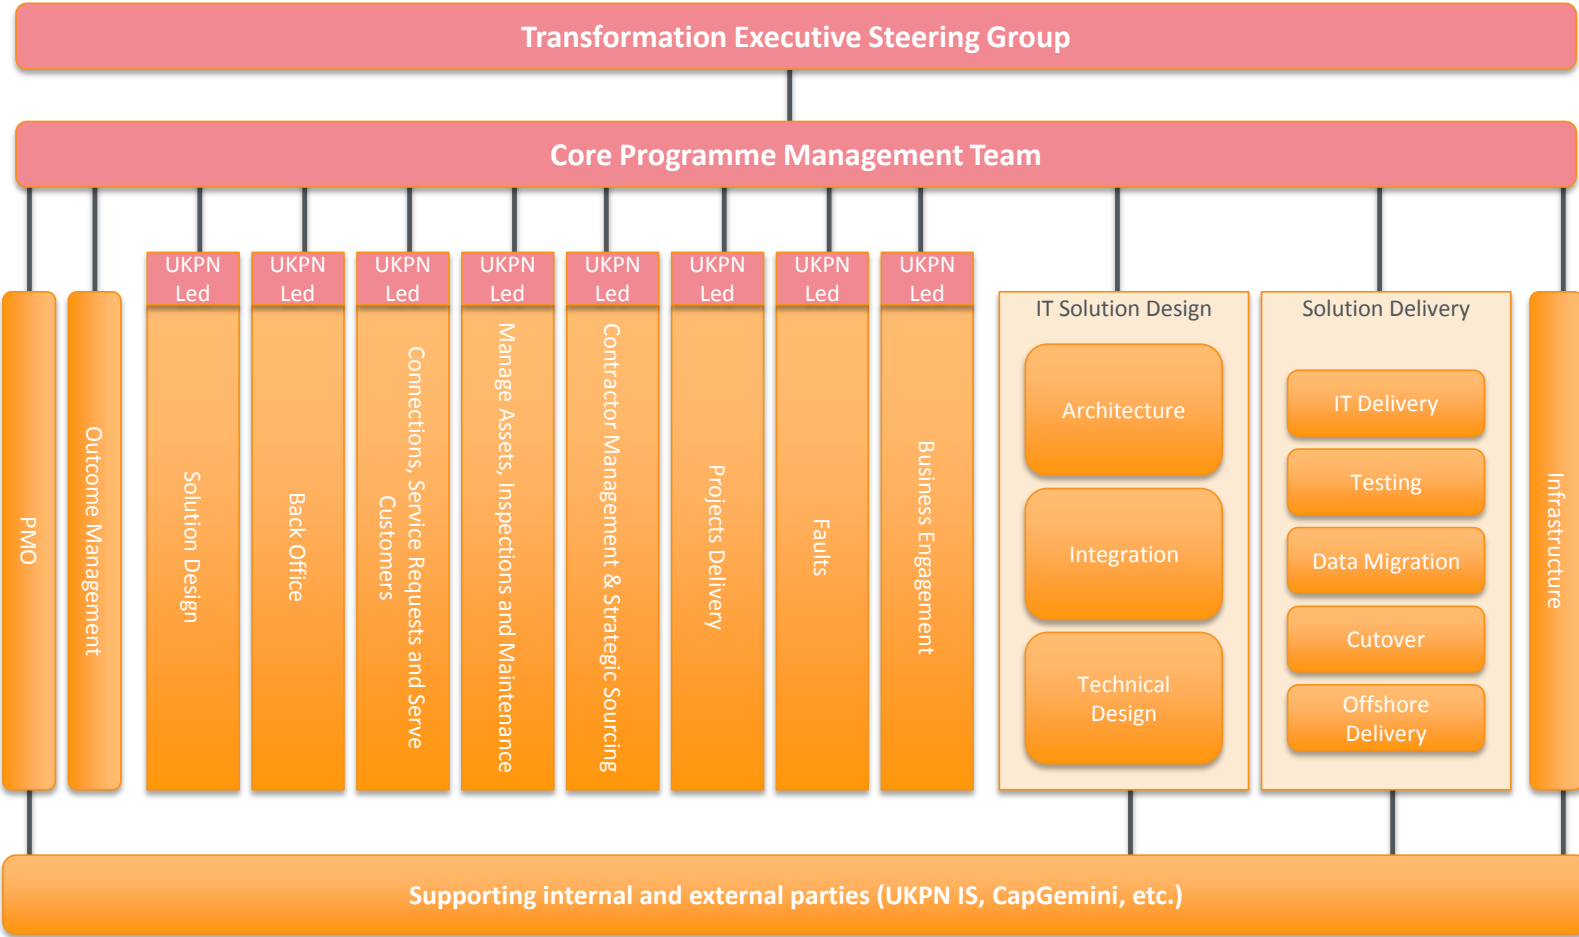 Transformation Executive Steering Group
Core Programme Management Team
PMO
Outcome Management
UKPN
Led
Solution Design
UKPN
Led
Back Office
UKPN
Led
Connections, Service Requests and Serve
Customers
UKPN
Led
Manage Assets, Inspections and Maintenance
UKPN
Led
Contractor Management & Strategic Sourcing
UKPN
Led
Projects Delivery
UKPN
Led
Faults
UKPN
Led
Business Engagement
IT Solution Design
Architecture
Integration
Technical
Design
Solution Delivery
IT Delivery
Testing
Data Migration
Cutover
Offshore
Delivery
Infrastructure
Supporting internal and external parties (UKPN IS, CapGemini, etc.)